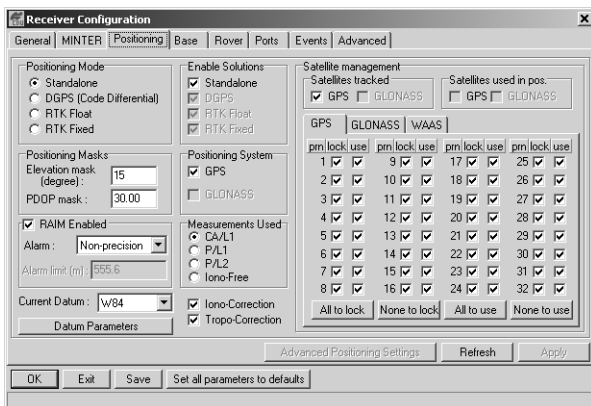 Receiver Configuration
General MINTER Positioning Base Rover Ports Events Advanced
Positioning Mode
Standalone
DGPS (Code Differential)
RTK Float
RTK Fixed
Enable Solutions
Standalone
DGPS
RTK Float
RTK Fixed
Satellite management
Satellites tracked
GPS GLONASS
Satellites used in pos.
GPS GLONASS
Positioning Masks
Elevation mask (degree) : 15
PDOP mask : 30.00
Positioning System
GPS
GLONASS
RAIM Enabled
Alarm : Non-precision
Alarm limit (m) : 555.6
Measurements Used
CA/L1
P/L1
P/L2
Iono-Free
Current Datum : W84
Datum Parameters
Iono-Correction
Tropo-Correction
GPS GLONASS WAAS
prn lock use prn lock use prn lock use prn lock use
1 9 17 25
2 10 18 26
3 11 19 27
4 12 20 28
5 13 21 29
6 14 22 30
7 15 23 31
8 16 24 32
All to lock None to lock All to use None to use
Advanced Positioning Settings Refresh Apply
OK Exit Save Set all parameters to defaults